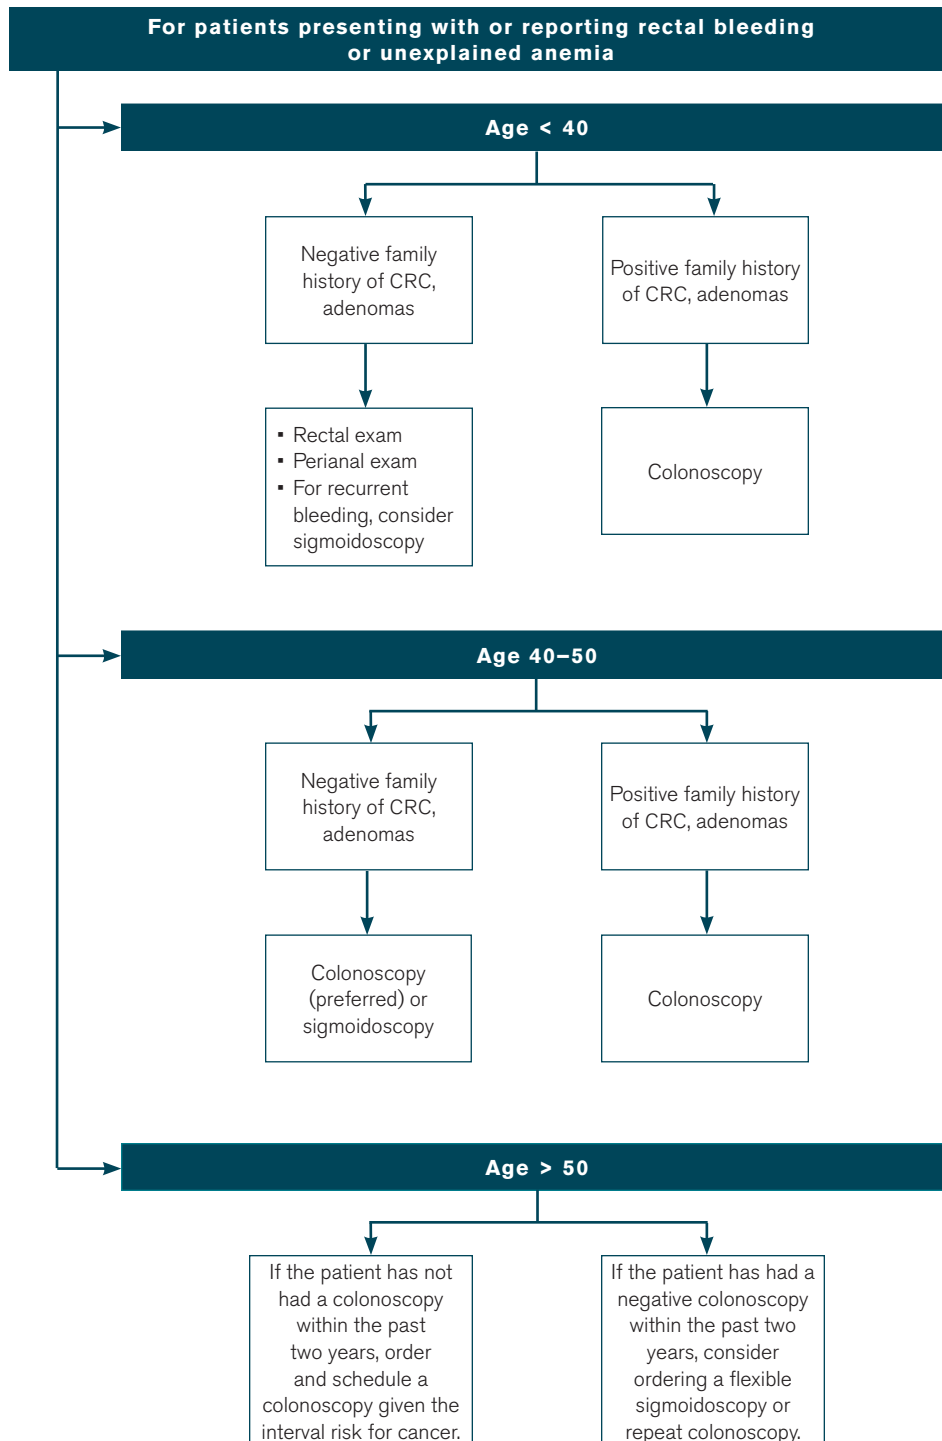 For patients presenting with or reporting rectal bleeding
or unexplained anemia
Age < 40
Negative family
history of CRC,
adenomas
Positive family history
of CRC, adenomas
▪ Rectal exam
▪ Perianal exam
▪ For recurrent
bleeding, consider
sigmoidoscopy
Colonoscopy
Age 40–50
Negative family
history of CRC,
adenomas
Positive family history
of CRC, adenomas
Colonoscopy
(preferred) or
sigmoidoscopy
Colonoscopy
Age > 50
If the patient has not
had a colonoscopy
within the past
two years, order
and schedule a
colonoscopy given the
interval risk for cancer.
If the patient has had a
negative colonoscopy
within the past two
years, consider
ordering a flexible
sigmoidoscopy or
repeat colonoscopy.